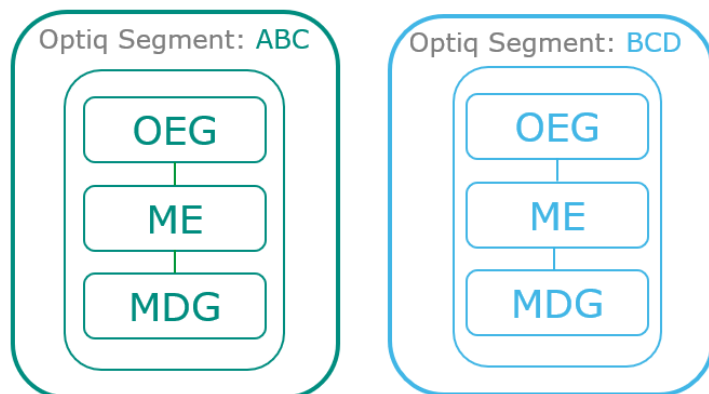 Optiq Segment: ABC
OEG
ME
MDG
Optiq Segment: BCD
OEG
ME
MDG